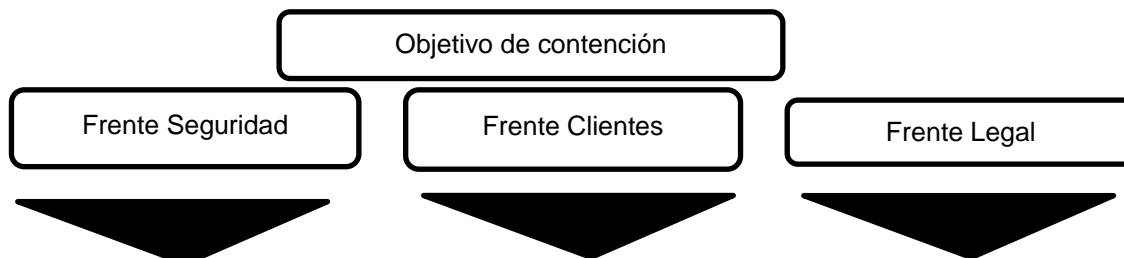 Objetivo de contención
Frente Seguridad
Frente Clientes
Frente Legal